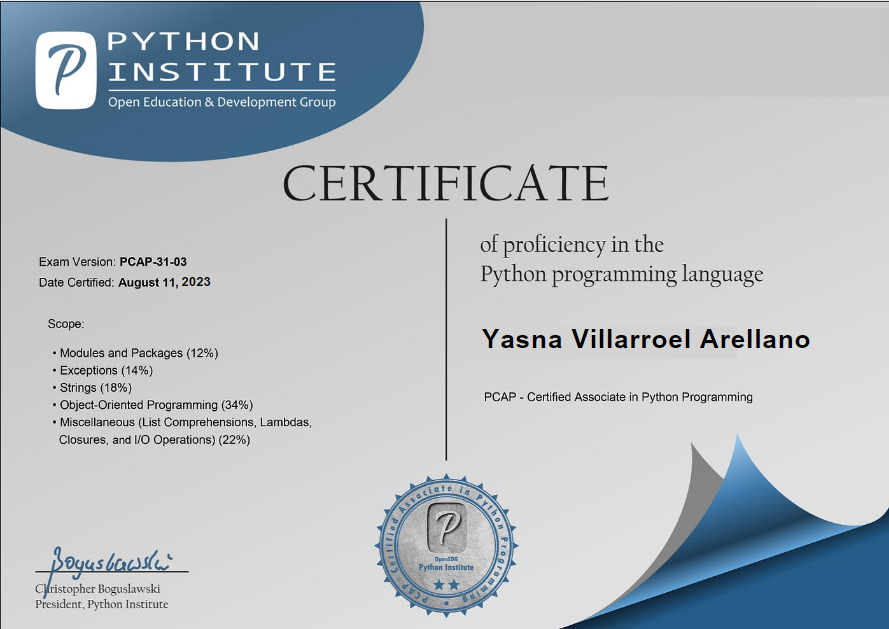 PYTHON
INSTITUTE
Open Education & Development Group
CERTIFICATE
of proficiency in the
Python programming language
Exam Version: PCAP-31-03
Date Certified: August 11, 2023
Scope:
• Modules and Packages (12%)
• Exceptions (14%)
• Strings (18%)
• Object-Oriented Programming (34%)
• Miscellaneous (List Comprehensions, Lambdas,
Closures, and I/O Operations) (22%)
Yasna Villarroel Arellano
PCAP - Certified Associate in Python Programming
PCAP - Certified Associate in Python Programming
OpenEDG
Python Institute
Boguslawski
Christopher Boguslawski
President, Python Institute